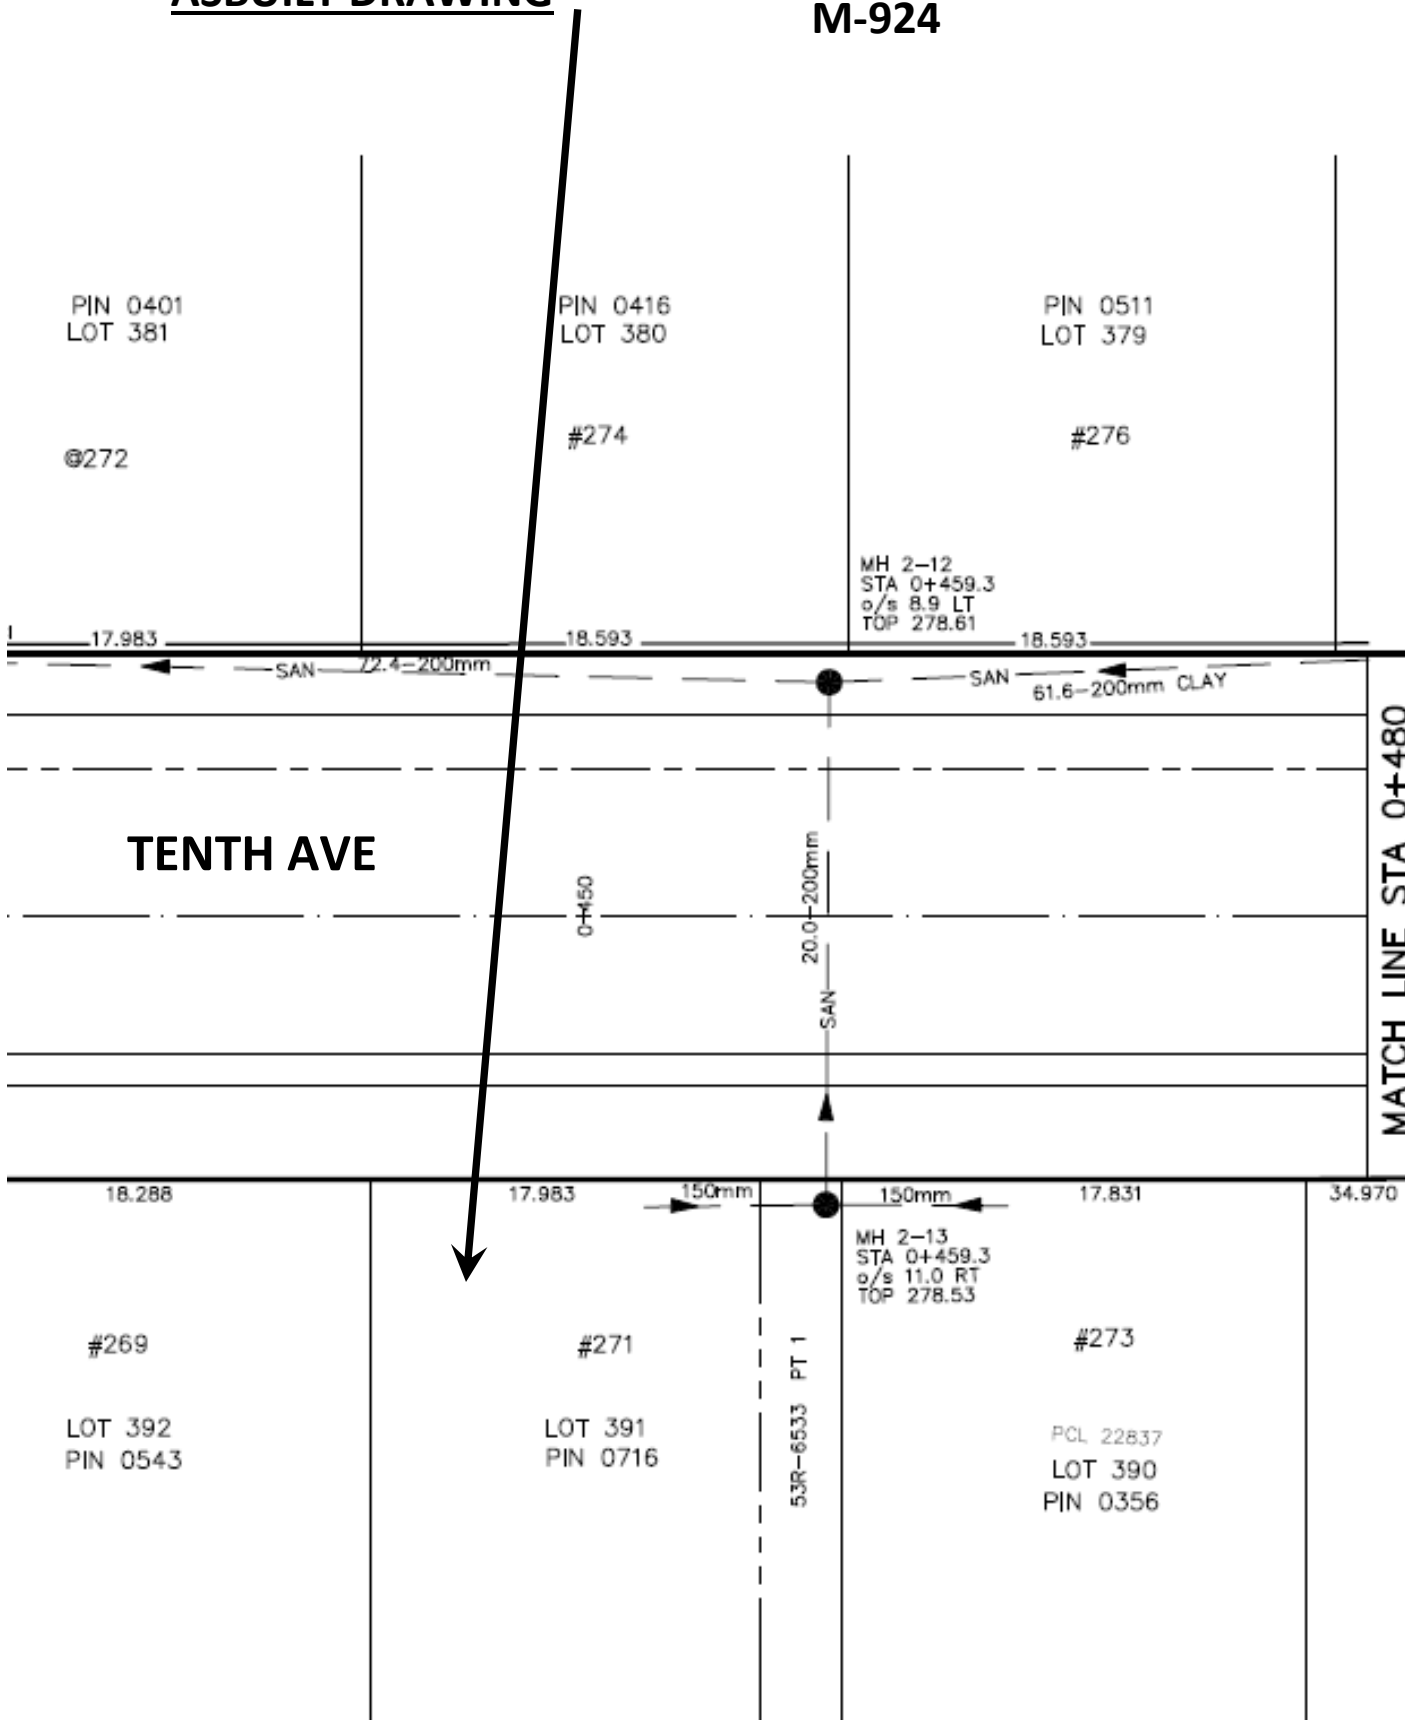 ASBUILT DRAWING
M-924
PIN 0401
LOT 381
PIN 0416
LOT 380
PIN 0511
LOT 379
@272
#274
#276
MH 2-12
STA 0+459.3
o/s 8.9 LT
TOP 278.61
17.983
18.593
18.593
SAN
72.4-200mm
SAN
61.6-200mm CLAY
MATCH LINE STA 0+480
TENTH AVE
0+450
20.0-200mm
SAN
18.288
17.983
150mm
150mm
17.831
34.970
MH 2-13
STA 0+459.3
o/s 11.0 RT
TOP 278.53
#269
#271
#273
53R-6533 PT 1
LOT 392
PIN 0543
LOT 391
PIN 0716
PCL 22837
LOT 390
PIN 0356